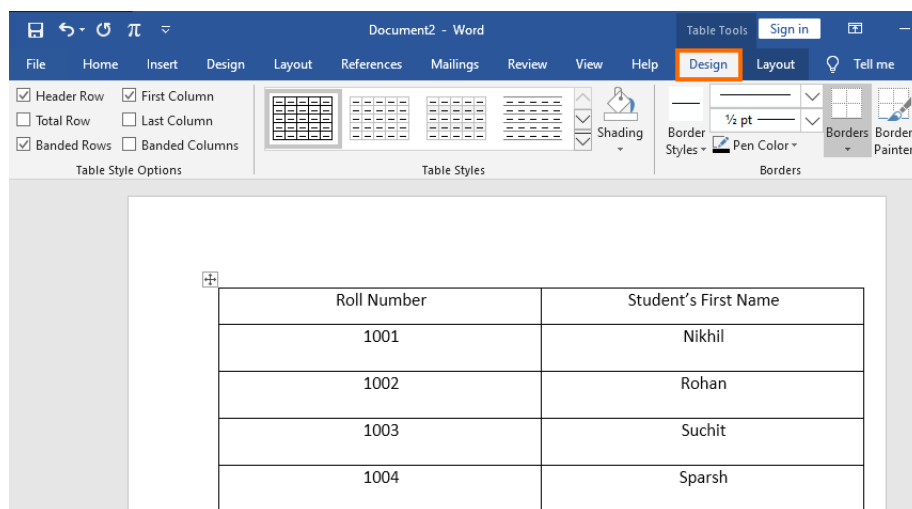 π Document2 - Word Table Tools Sign in
File Home Insert Design Layout References Mailings Review View Help Design Layout Tell me
Header Row First Column
Total Row Last Column
Banded Rows Banded Columns
Table Style Options
Shading
Table Styles
Border Styles
½ pt
Pen Color
Borders
Border Painter
Borders
Roll Number Student’s First Name
1001 Nikhil
1002 Rohan
1003 Suchit
1004 Sparsh